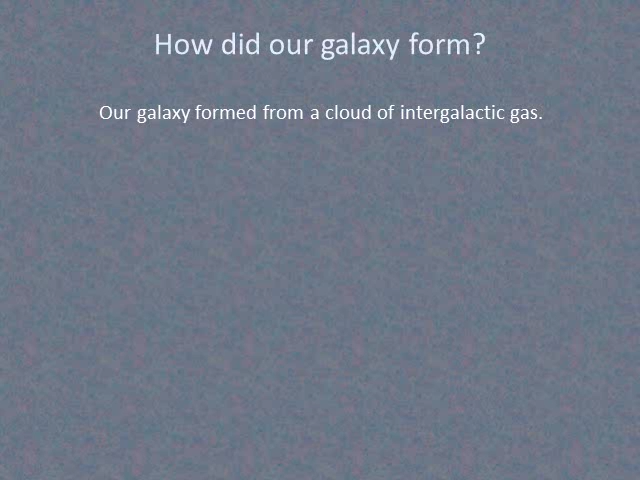 How did our galaxy form?
Our galaxy formed from a cloud of intergalactic gas.